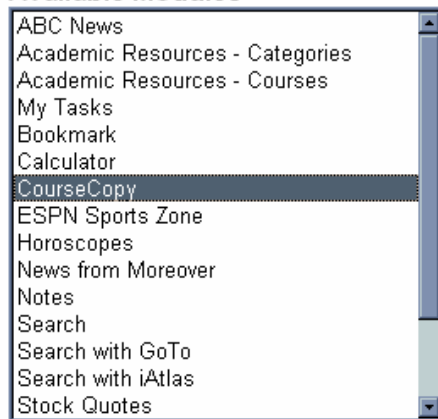 ABC News
Academic Resources - Categories
Academic Resources - Courses
My Tasks
Bookmark
Calculator
CourseCopy
ESPN Sports Zone
Horoscopes
News from Moreover
Notes
Search
Search with GoTo
Search with iAtlas
Stock Quotes